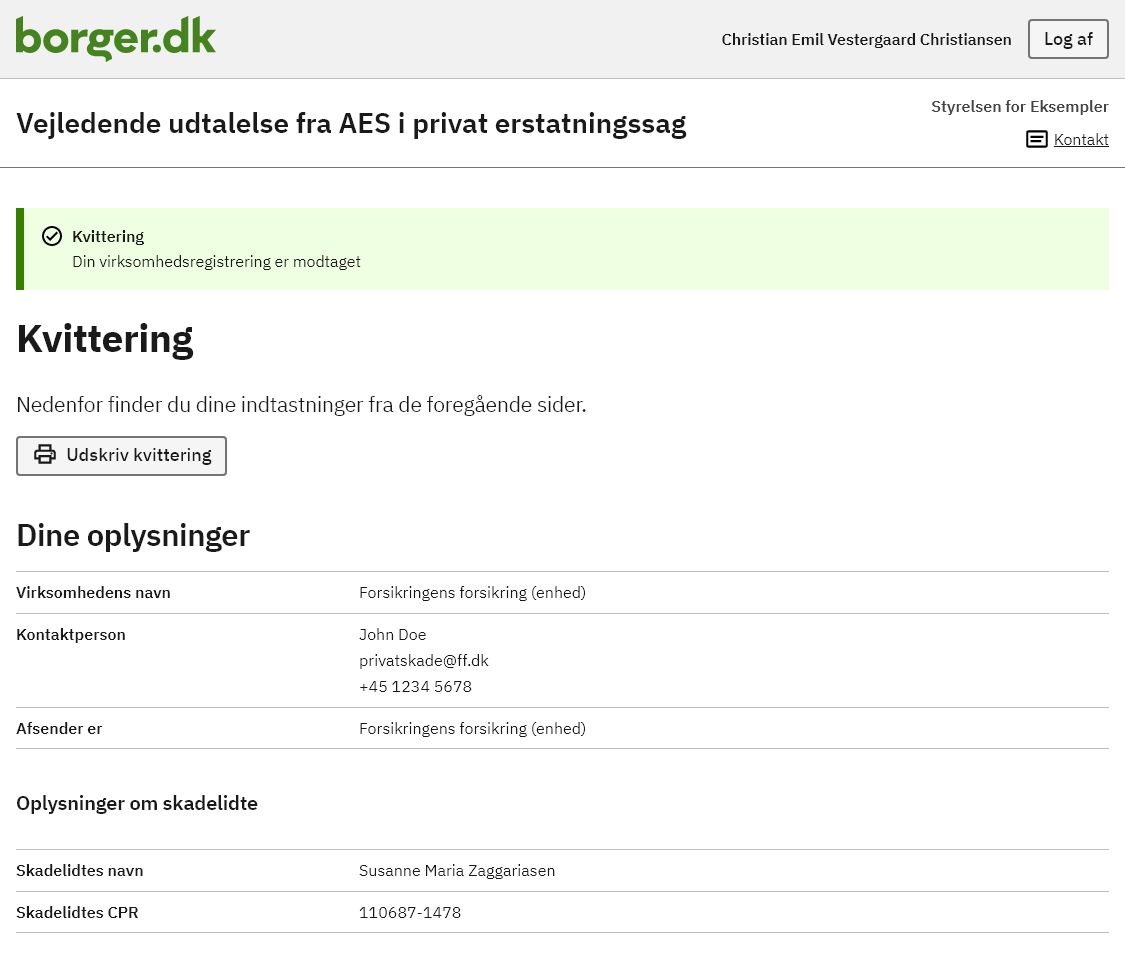 borger.dk
Christian Emil Vestergaard Christiansen
Log af
Vejledende udtalelse fra AES i privat erstatningssag
Styrelsen for Eksempler
Kontakt
Kvittering
Din virksomhedsregistrering er modtaget
Kvittering
Nedenfor finder du dine indtastninger fra de foregående sider.
Udskriv kvittering
Dine oplysninger
Virksomhedens navn Forsikringens forsikring (enhed)
Kontaktperson John Doe
privatskade@ff.dk
+45 1234 5678
Afsender er Forsikringens forsikring (enhed)
Oplysninger om skadelidte
Skadelidtes navn Susanne Maria Zaggariasen
Skadelidtes CPR 110687-1478